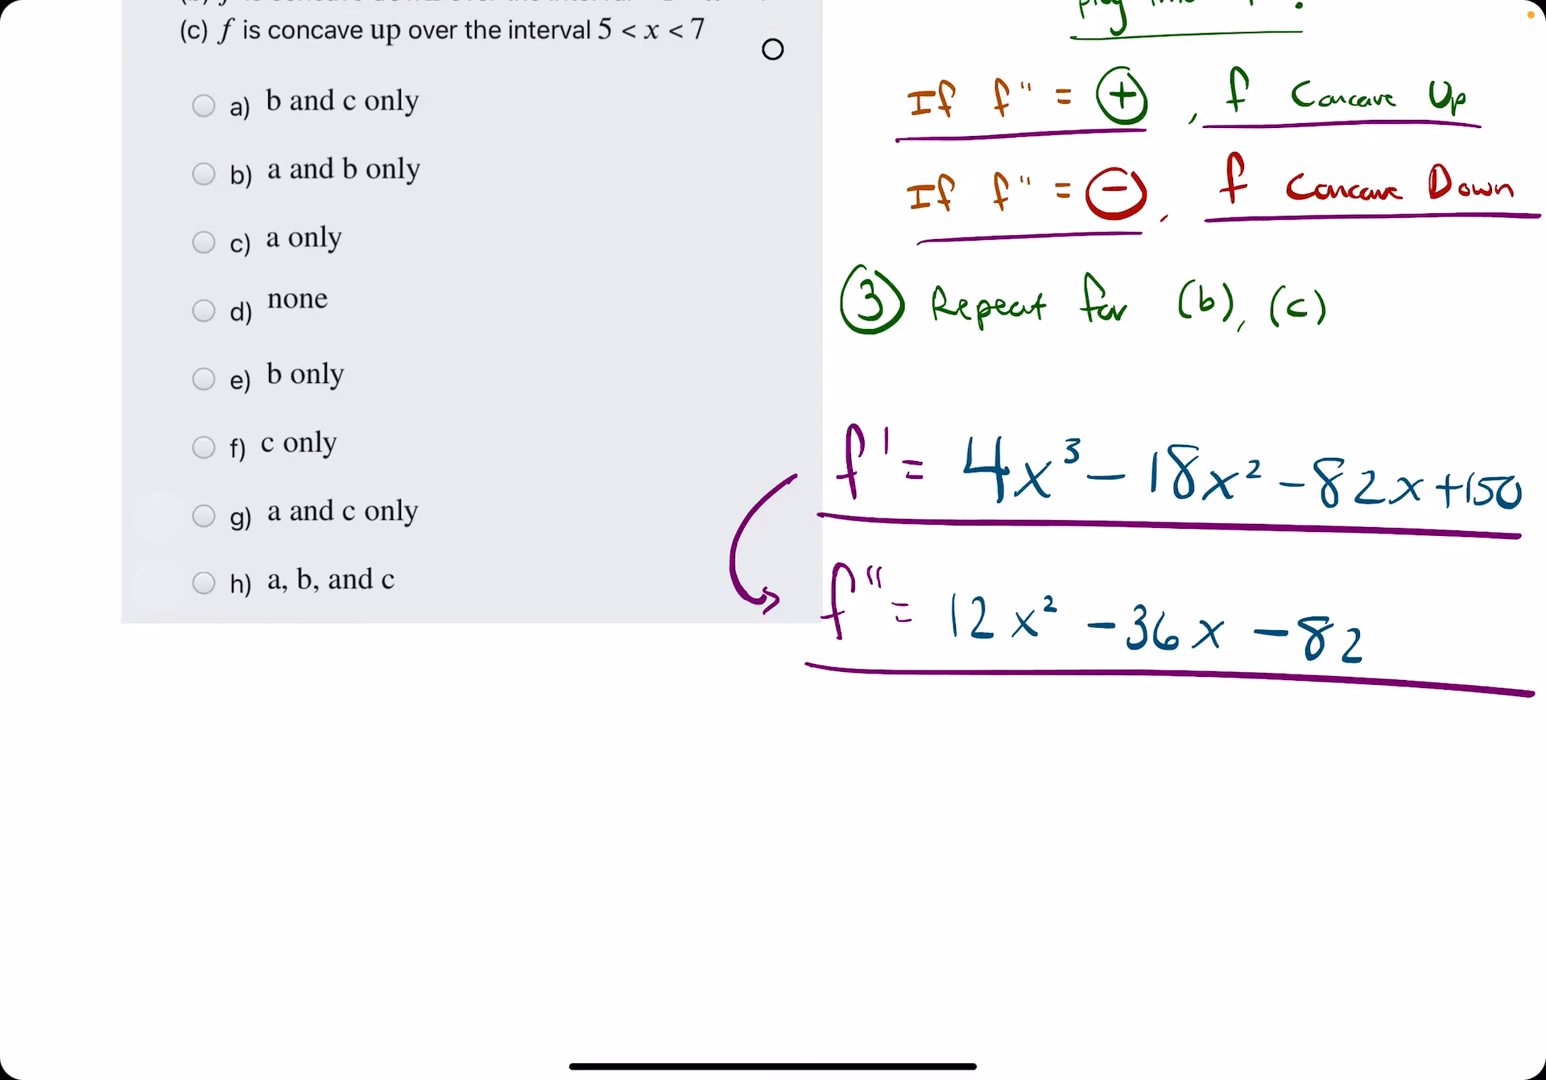 (c) f is concave up over the interval 5 < x < 7
a) b and c only
b) a and b only
c) a only
d) none
e) b only
f) c only
g) a and c only
h) a, b, and c
If f" = + , f Concave Up
If f" = − , f Concave Down
③ Repeat for (b), (c)
f' = 4x³ − 18x² − 82x + 150
f" = 12x² − 36x − 82